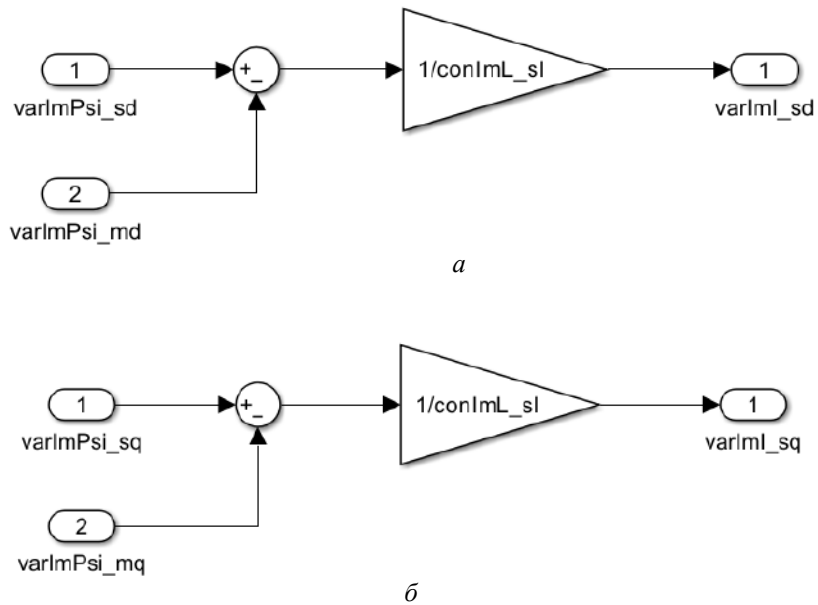 1
+
_
1/conImL_sl
1
varImPsi_sd
varImI_sd
2
varImPsi_md
а
1
+
_
1/conImL_sl
1
varImPsi_sq
varImI_sq
2
varImPsi_mq
б